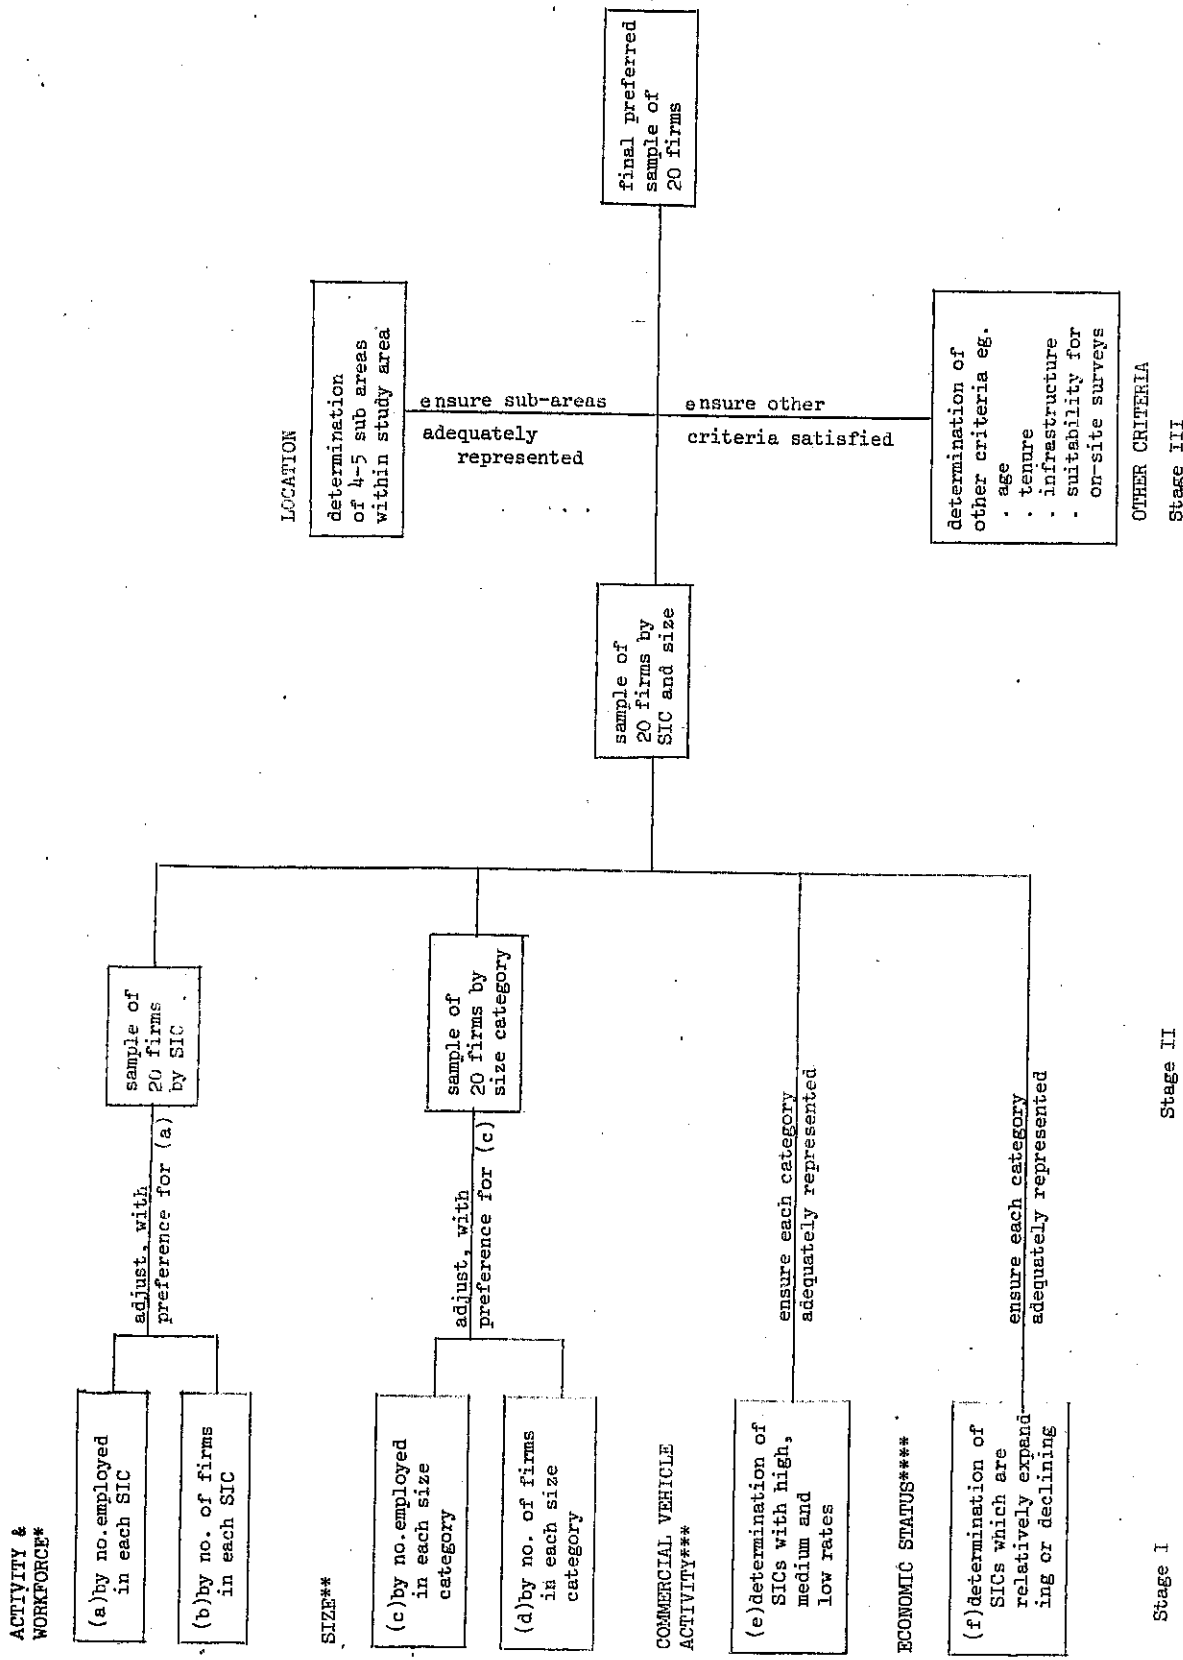 ACTIVITY &
WORKFORCE*
(a)by no.employed
in each SIC
(b)by no. of firms
in each SIC
adjust, with
preference for (a)
sample of
20 firms
by SIC
SIZE**
(c)by no.employed
in each size
category
(d)by no. of firms
in each size
category
adjust, with
preference for (c)
sample of
20 firms by
size category
COMMERCIAL VEHICLE
ACTIVITY***
(e)determination of
SICs with high,
medium and
low rates
ensure each category
adequately represented
ECONOMIC STATUS****
(f)determination of
SICs which are
relatively expand
ing or declining
ensure each category
adequately represented
Stage I
Stage II
sample of
20 firms by
SIC and size
LOCATION
determination
of 4-5 sub areas
within study area
ensure sub-areas
adequately
represented
ensure other
criteria satisfied
determination of
other criteria eg.
. age
. tenure
. infrastructure
. suitability for
on-site surveys
OTHER CRITERIA
Stage III
final preferred
sample of
20 firms